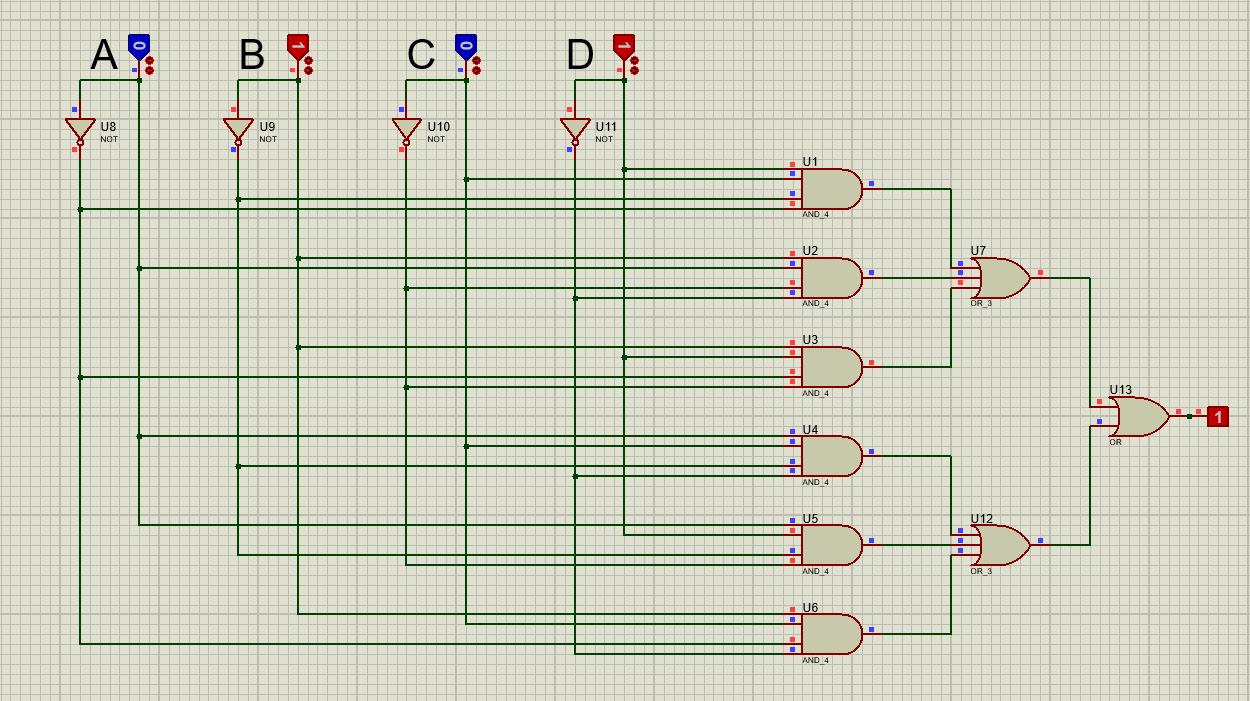 A 0 B 1 C 0 D 1
U8
NOT
U9
NOT
U10
NOT
U11
NOT
U1
AND_4
U2
AND_4
U7
OR_3
U3
AND_4
U13
OR
1
U4
AND_4
U5
AND_4
U12
OR_3
U6
AND_4